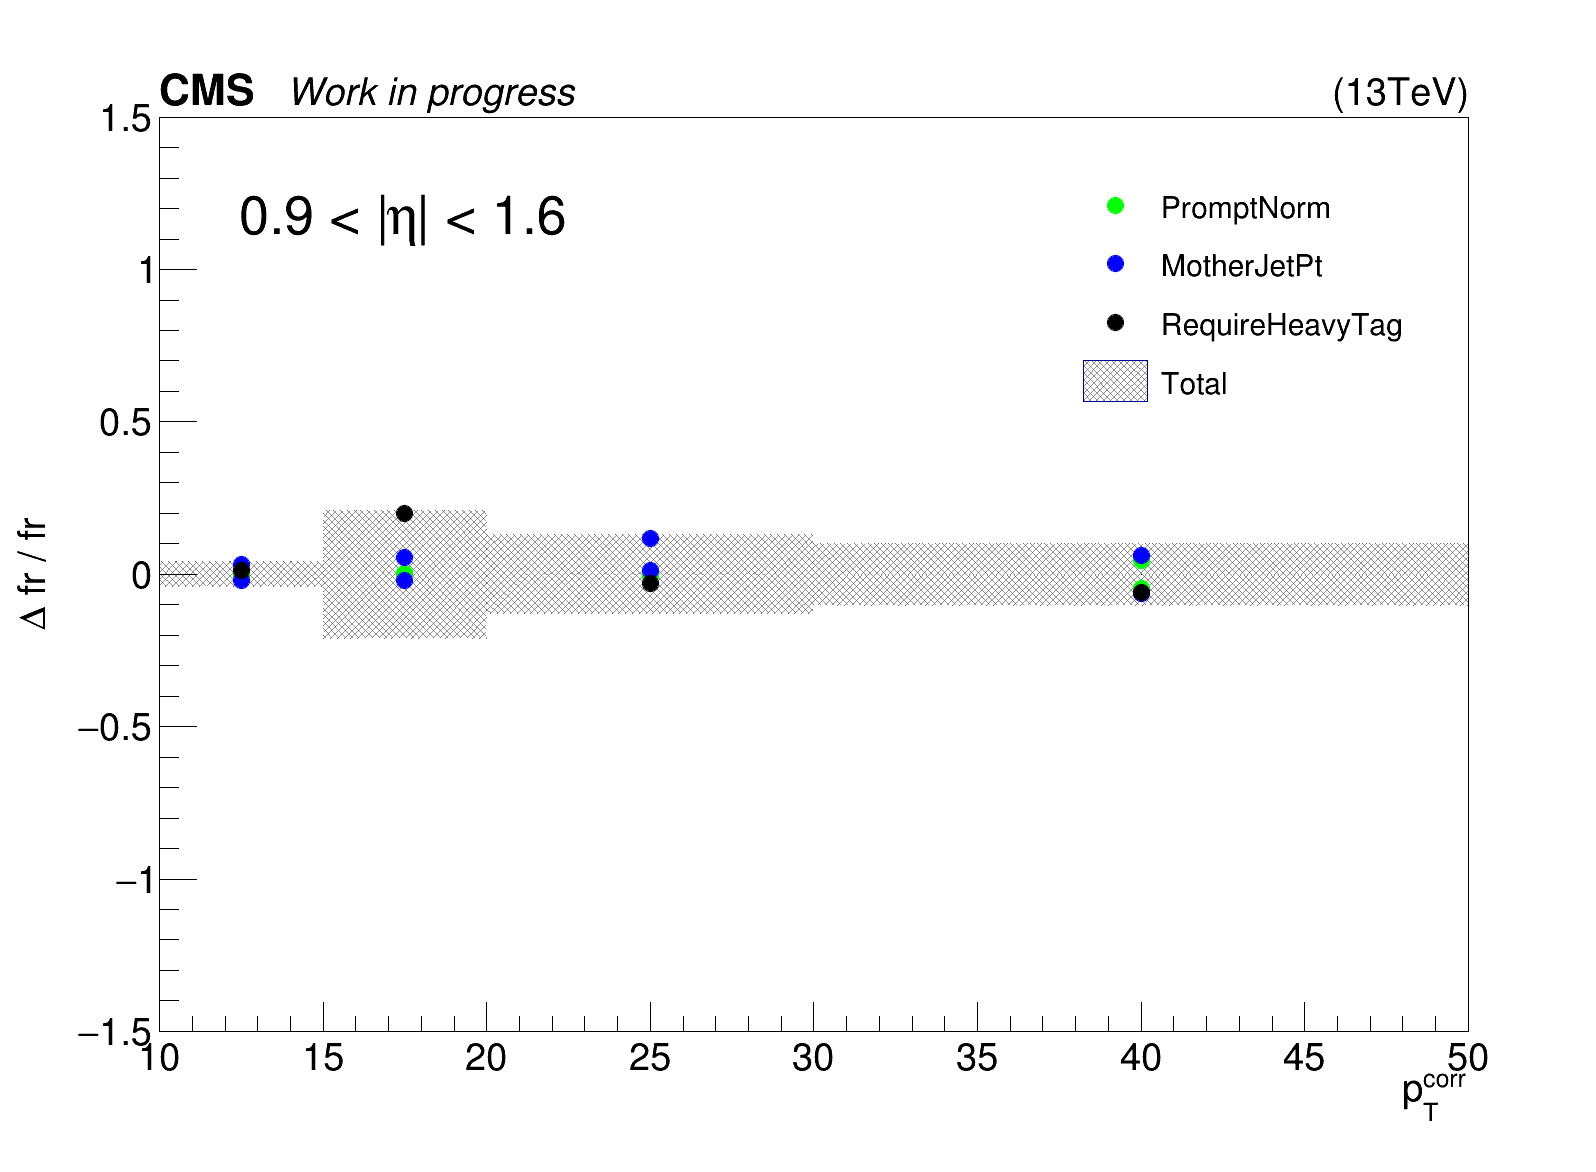 CMS Work in progress (13TeV)
0.9 < |η| < 1.6
PromptNorm
MotherJetPt
RequireHeavyTag
Total
1.5
1
0.5
0
−0.5
−1
−1.5
Δ fr / fr
10 15 20 25 30 35 40 45 50
p_T^corr